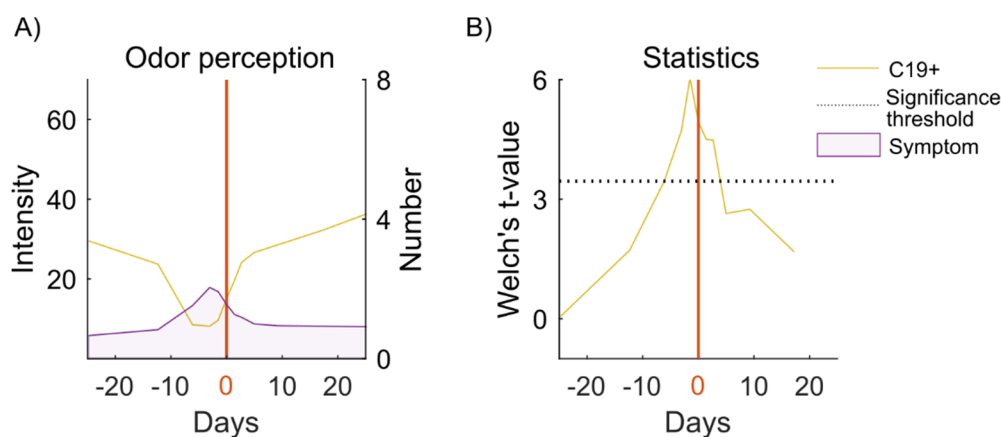 A)
Odor perception
Intensity
60
40
20
8
4
0
Number
-20 -10 0 10 20
Days
B)
Statistics
Welch's t-value
6
3
0
-20 -10 0 10 20
Days
C19+
Significance
threshold
Symptom